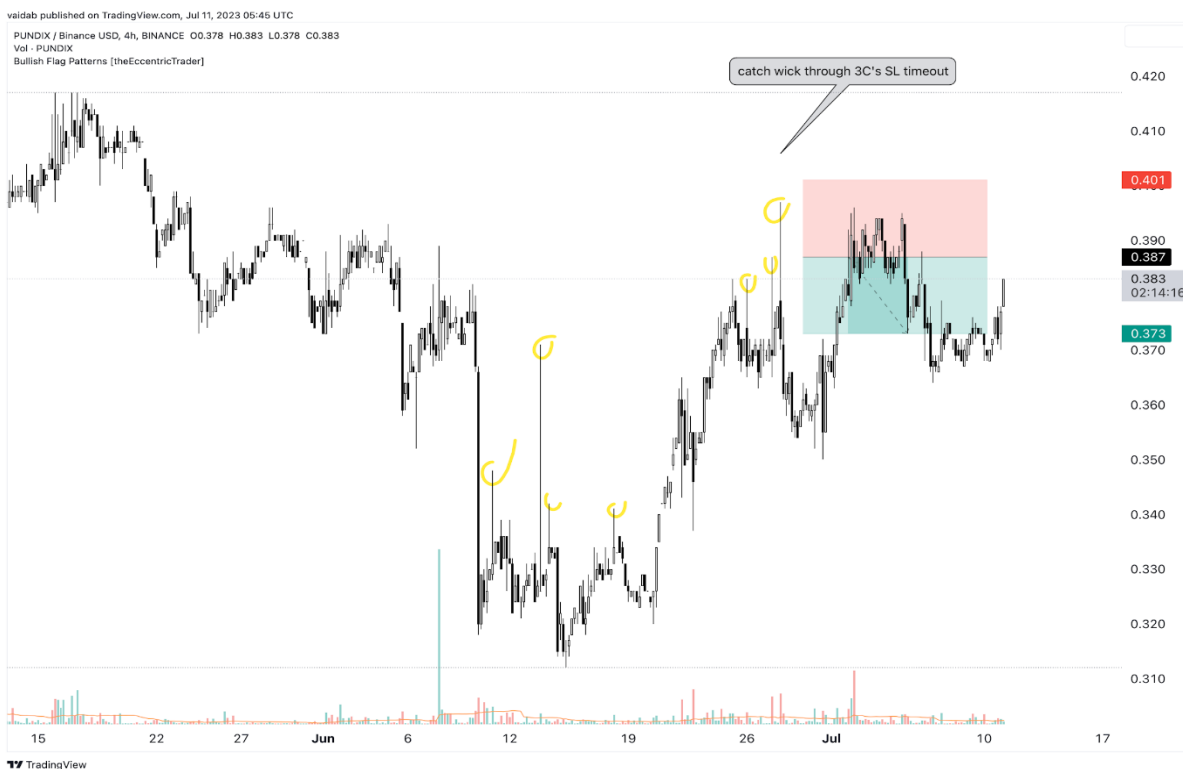 vaidab published on TradingView.com, Jul 11, 2023 05:45 UTC
PUNDIX / Binance USD, 4h, BINANCE O0.378 H0.383 L0.378 C0.383
Vol · PUNDIX
Bullish Flag Patterns [theEccentricTrader]
catch wick through 3C's SL timeout
0.420
0.410
0.401
0.390
0.387
0.383
02:14:16
0.373
0.370
0.360
0.350
0.340
0.330
0.320
0.310
15 22 27 Jun 6 12 19 26 Jul 10 17
TradingView